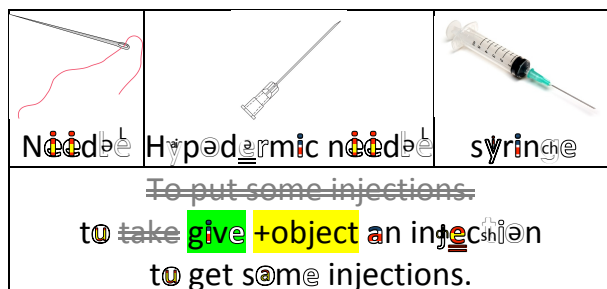 Needle Hypodermic needle syringe
To put some injections.
to take give +object an injection
to get some injections.